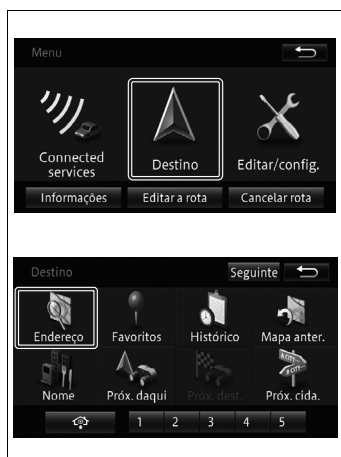 Menu
Connected
services
Destino
Editar/config.
Informações
Editar a rota
Cancelar rota
Destino
Seguinte
Endereço
Favoritos
Histórico
Mapa anter.
Nome
Próx. daqui
Próx. dest.
Próx. cida.
1 2 3 4 5